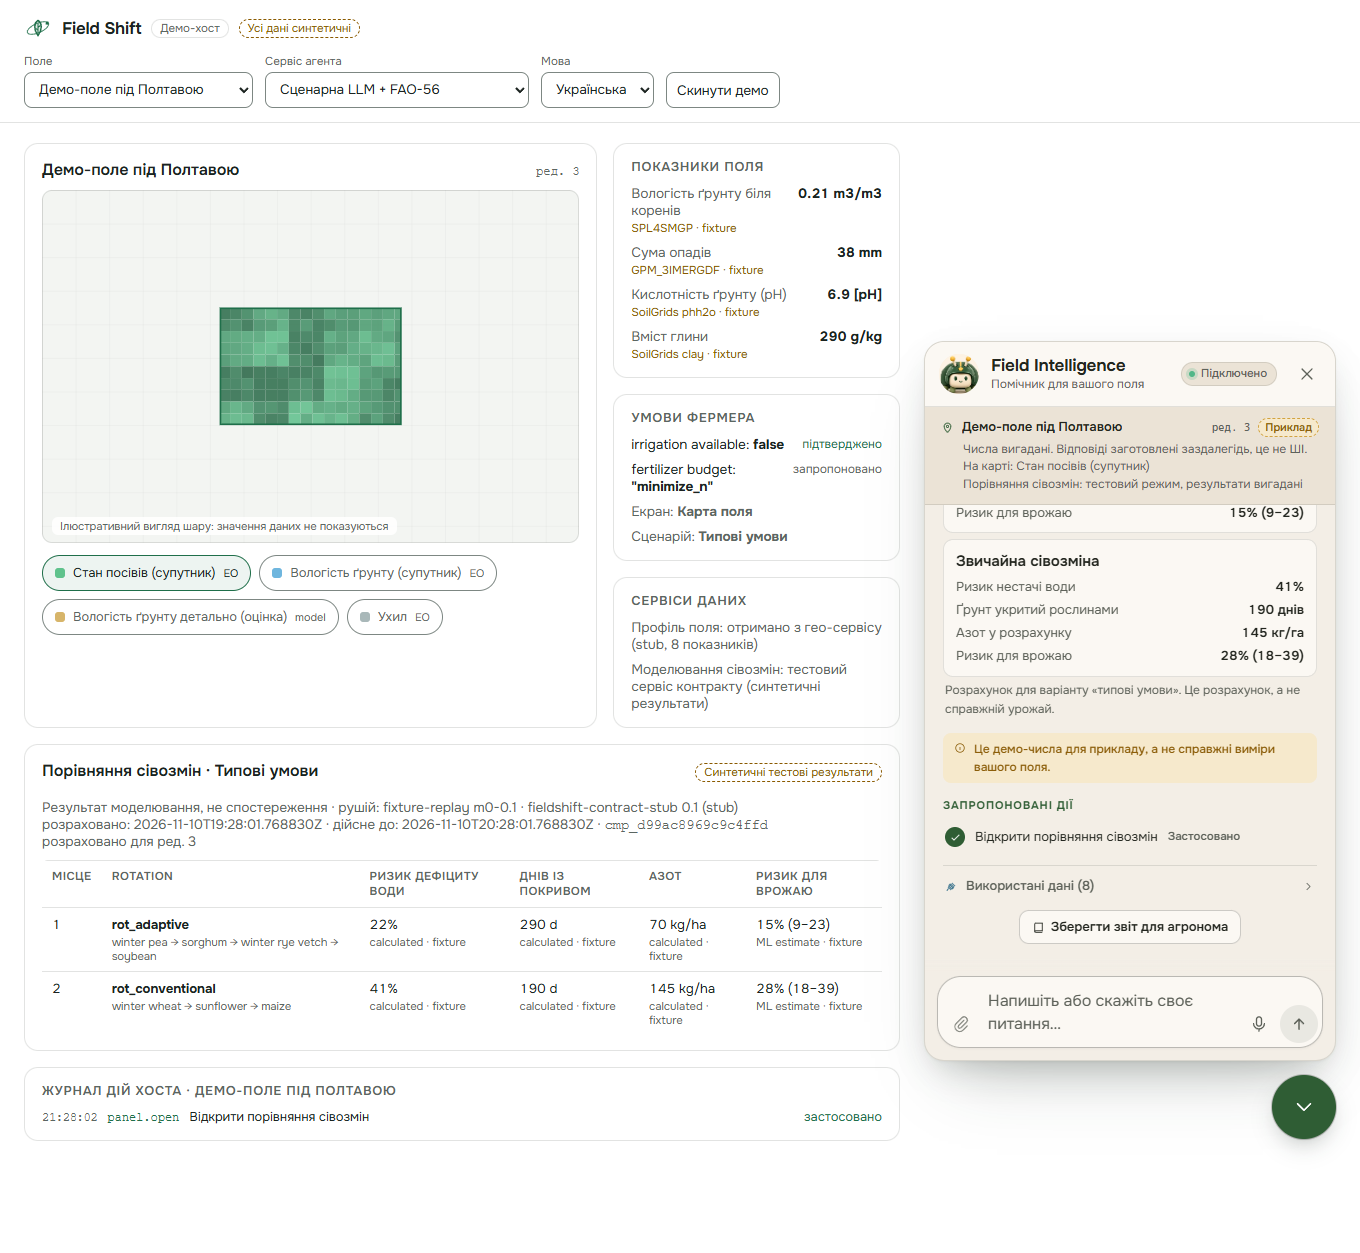 Field Shift
Демо-хост
Усі дані синтетичні
Поле
Сервіс агента
Мова
Демо-поле під Полтавою
Сценарна LLM + FAO-56
Українська
Скинути демо
Демо-поле під Полтавою
ред. 3
Ілюстративний вигляд шару: значення даних не показуються
Стан посівів (супутник) EO
Вологість ґрунту (супутник) EO
Вологість ґрунту детально (оцінка) model
Ухил EO
ПОКАЗНИКИ ПОЛЯ
Вологість ґрунту біля
коренів
0.21 m3/m3
SPL4SMGP · fixture
Сума опадів
38 mm
GPM_3IMERGDF · fixture
Кислотність ґрунту (pH)
6.9 [pH]
SoilGrids phh2o · fixture
Вміст глини
290 g/kg
SoilGrids clay · fixture
УМОВИ ФЕРМЕРА
irrigation available: false
підтверджено
fertilizer budget:
"minimize_n"
запропоновано
Екран: Карта поля
Сценарій: Типові умови
СЕРВІСИ ДАНИХ
Профіль поля: отримано з гео-сервісу
(stub, 8 показників)
Моделювання сівозмін: тестовий
сервіс контракту (синтетичні
результати)
Порівняння сівозмін · Типові умови
Синтетичні тестові результати
Результат моделювання, не спостереження · рушій: fixture-replay m0-0.1 · fieldshift-contract-stub 0.1 (stub)
розраховано: 2026-11-10T19:28:01.768830Z · дійсне до: 2026-11-10T20:28:01.768830Z · cmp_d99ac8969c9c4ffd
розраховано для ред. 3
МІСЦЕ
ROTATION
РИЗИК ДЕФІЦИТУ
ВОДИ
ДНІВ ІЗ
ПОКРИВОМ
АЗОТ
РИЗИК ДЛЯ
ВРОЖАЮ
1
rot_adaptive
winter pea → sorghum → winter rye vetch →
soybean
22%
calculated · fixture
290 d
calculated · fixture
70 kg/ha
calculated ·
fixture
15% (9–23)
ML estimate · fixture
2
rot_conventional
winter wheat → sunflower → maize
41%
calculated · fixture
190 d
calculated · fixture
145 kg/ha
calculated ·
fixture
28% (18–39)
ML estimate · fixture
ЖУРНАЛ ДІЙ ХОСТА · ДЕМО-ПОЛЕ ПІД ПОЛТАВОЮ
21:28:02 panel.open Відкрити порівняння сівозмін
застосовано
Field Intelligence
Помічник для вашого поля
Підключено
Демо-поле під Полтавою
ред. 3
Приклад
Числа вигадані. Відповіді заготовлені заздалегідь, це не ШІ.
На карті: Стан посівів (супутник)
Порівняння сівозмін: тестовий режим, результати вигадані
Ризик для врожаю
15% (9–23)
Звичайна сівозміна
Ризик нестачі води
41%
Ґрунт укритий рослинами
190 днів
Азот у розрахунку
145 кг/га
Ризик для врожаю
28% (18–39)
Розрахунок для варіанту «типові умови». Це розрахунок, а не
справжній урожай.
Це демо-числа для прикладу, а не справжні виміри
вашого поля.
ЗАПРОПОНОВАНІ ДІЇ
Відкрити порівняння сівозмін
Застосовано
Використані дані (8)
Зберегти звіт для агронома
Напишіть або скажіть своє
питання…